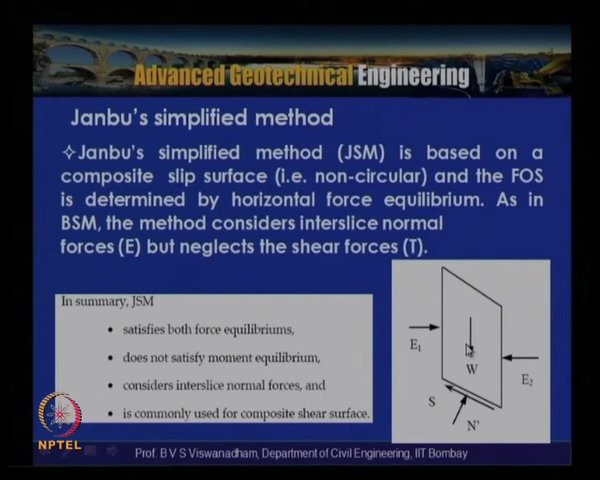 Advanced Geotechnical Engineering
Janbu's simplified method
✧Janbu's simplified method (JSM) is based on a
composite slip surface (i.e. non-circular) and the FOS
is determined by horizontal force equilibrium. As in
BSM, the method considers interslice normal
forces (E) but neglects the shear forces (T).
In summary, JSM
• satisfies both force equilibriums,
• does not satisfy moment equilibrium,
• considers interslice normal forces, and
• is commonly used for composite shear surface.
E1
W
E2
S
N'
NPTEL
Prof. B V S Viswanadham, Department of Civil Engineering, IIT Bombay